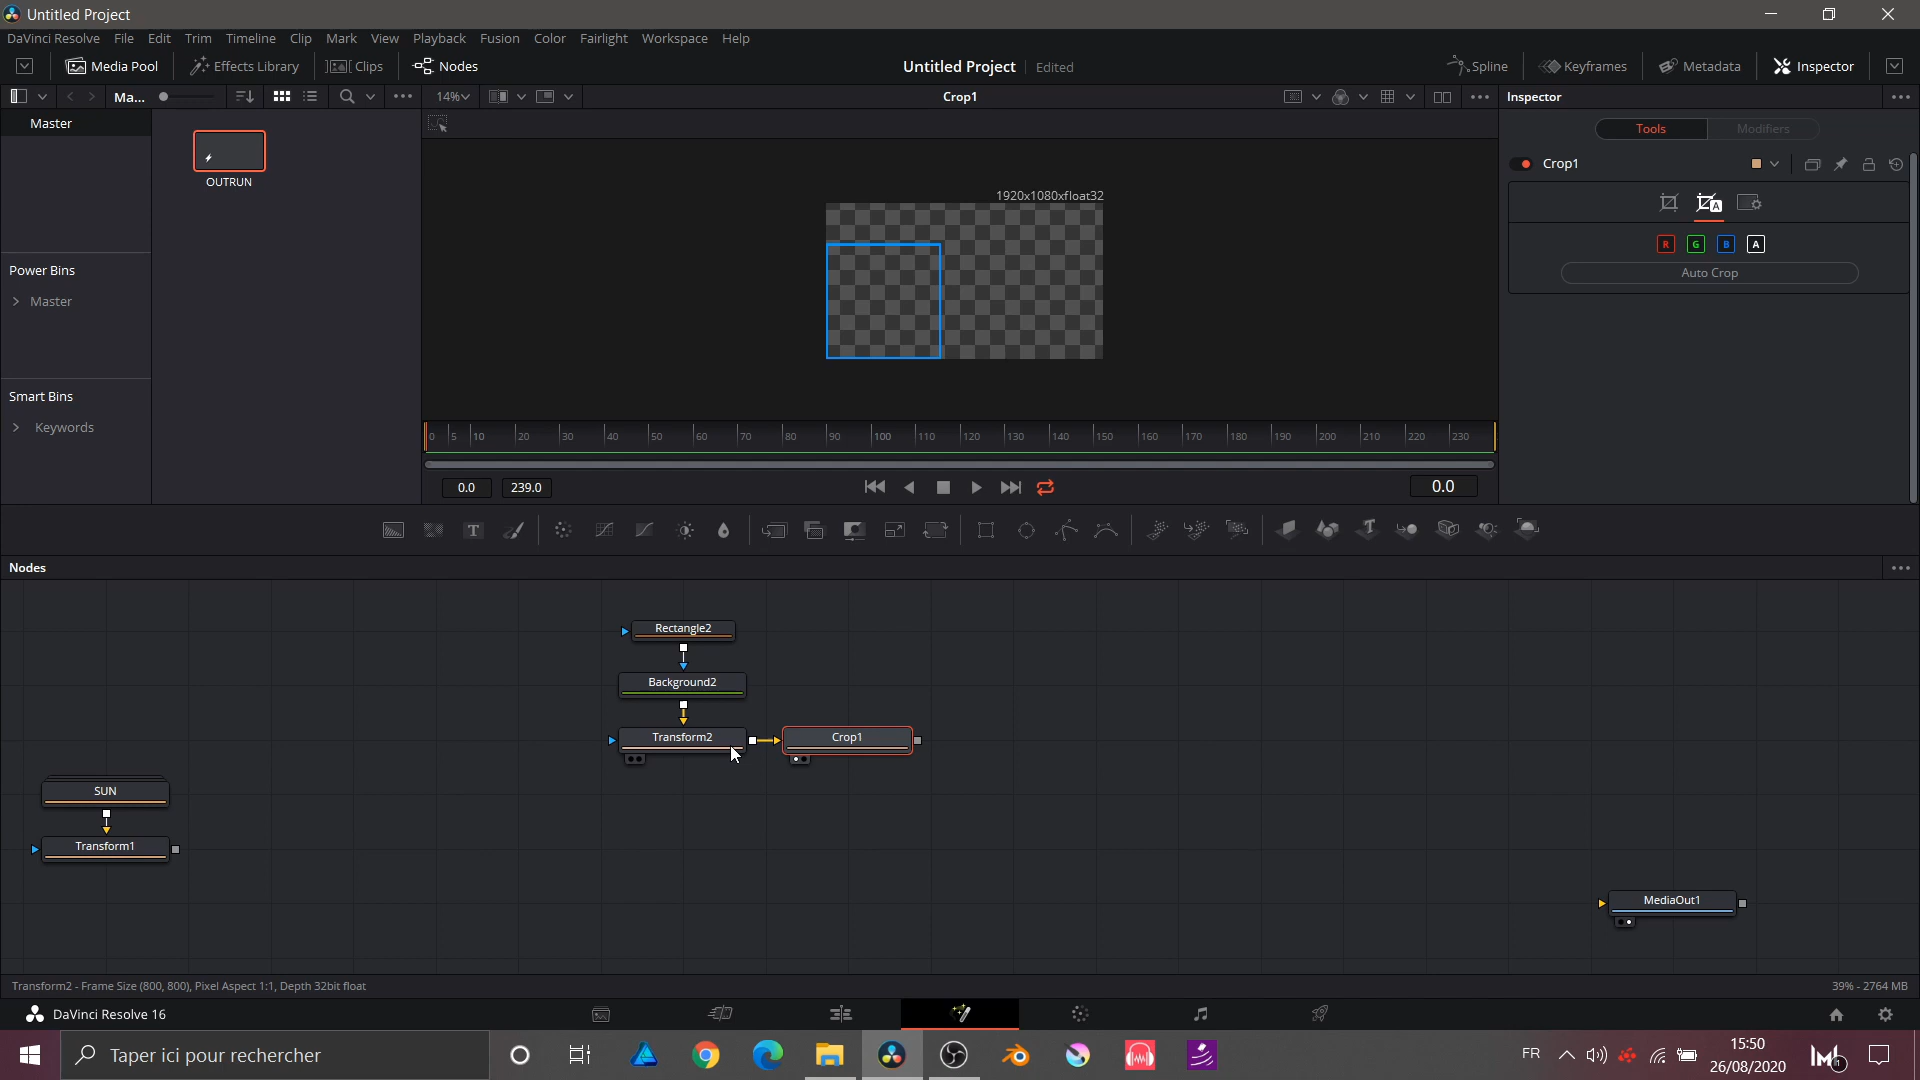 Untitled Project
DaVinci Resolve File Edit Trim Timeline Clip Mark View Playback Fusion Color Fairlight Workspace Help
Media Pool Effects Library Clips Nodes Untitled Project Edited Spline Keyframes Metadata Inspector
Ma... 14% Crop1 Inspector
Master
Tools Modifiers
Crop1
OUTRUN
1920x1080xfloat32
A
R G B A
Power Bins
Auto Crop
Master
Smart Bins
Keywords
0 5 10 20 30 40 50 60 70 80 90 100 110 120 130 140 150 160 170 180 190 200 210 220 230
0.0 239.0 0.0
T T
Nodes
Rectangle2
Background2
Transform2 Crop1
SUN
Transform1
MediaOut1
Transform2 - Frame Size (800, 800), Pixel Aspect 1:1, Depth 32bit float 39% - 2764 MB
DaVinci Resolve 16
Taper ici pour rechercher FR 15:50
26/08/2020
1